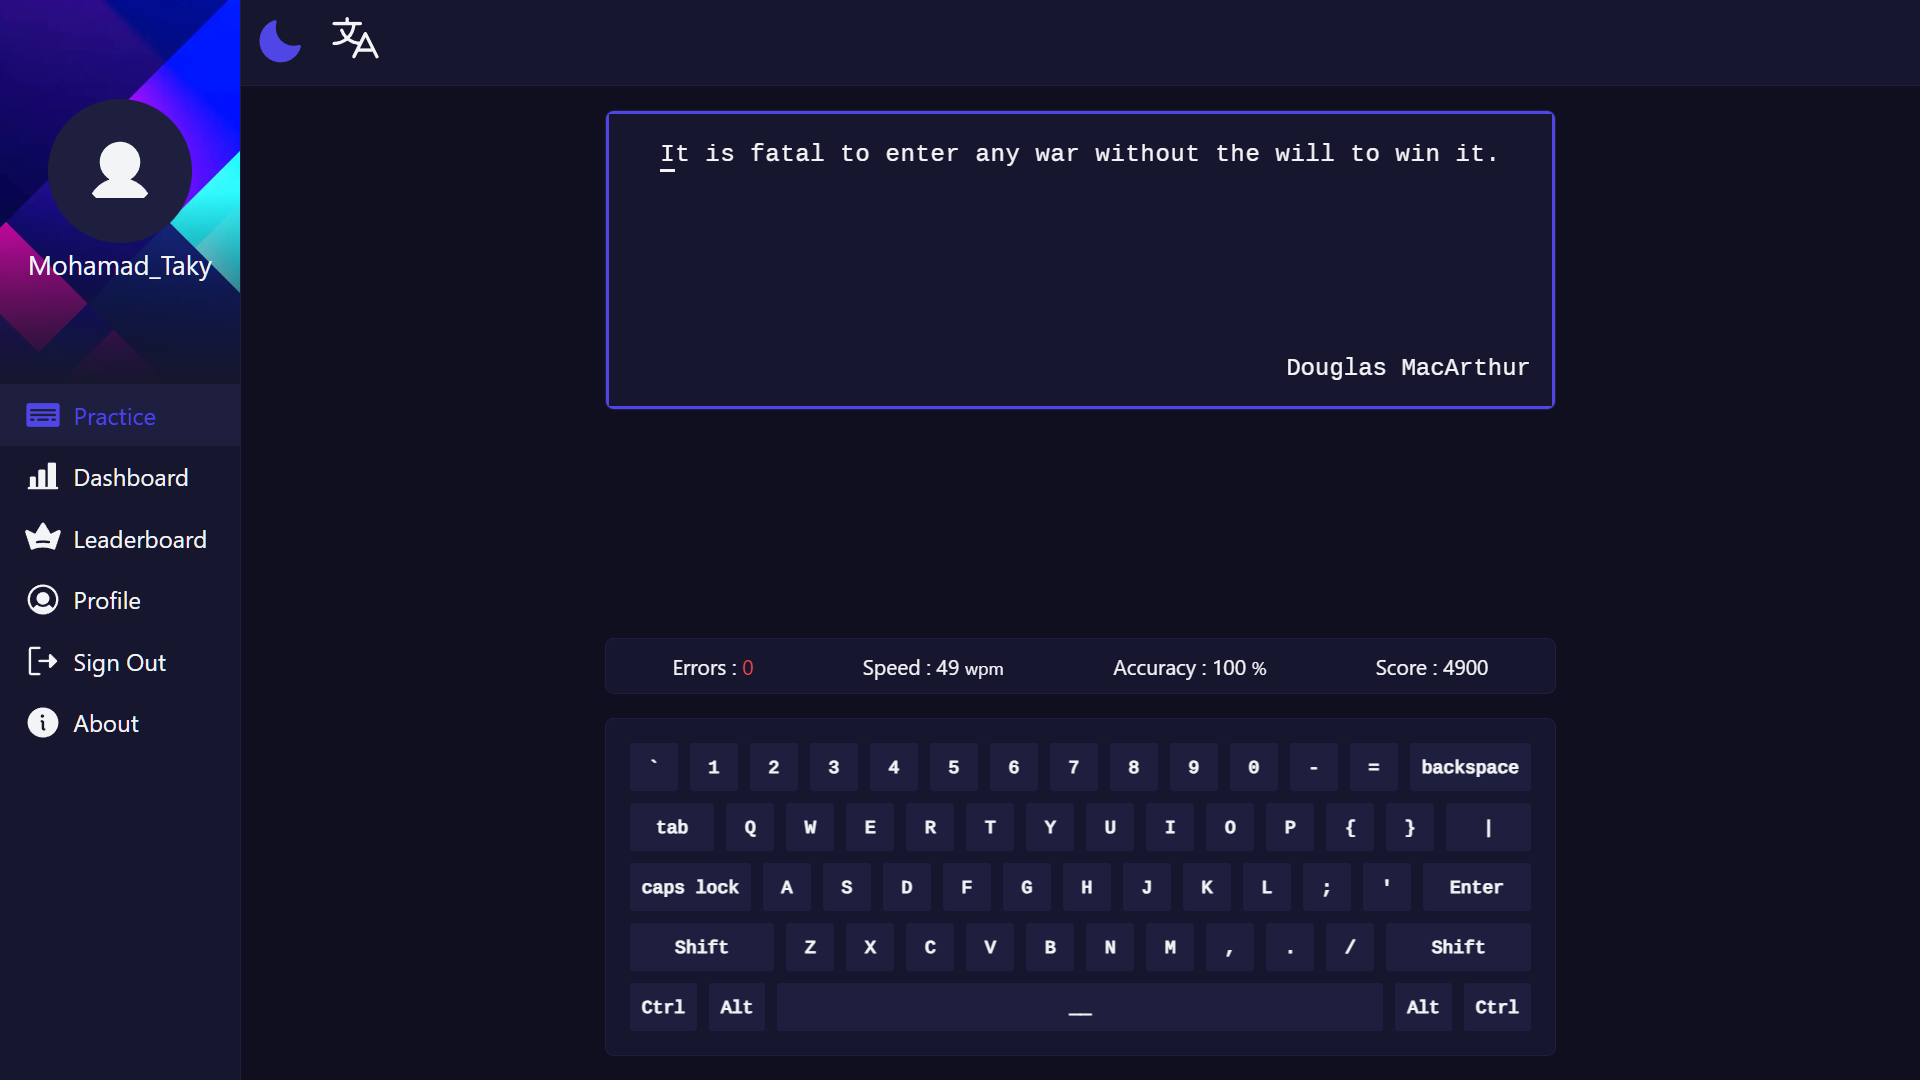 Mohamad_Taky
Practice
Dashboard
Leaderboard
Profile
Sign Out
About
It is fatal to enter any war without the will to win it.
Douglas MacArthur
Errors : 0 Speed : 49 wpm Accuracy : 100 % Score : 4900
` 1 2 3 4 5 6 7 8 9 0 - = backspace
tab Q W E R T Y U I O P { } |
caps lock A S D F G H J K L ; ' Enter
Shift Z X C V B N M , . / Shift
Ctrl Alt __ Alt Ctrl